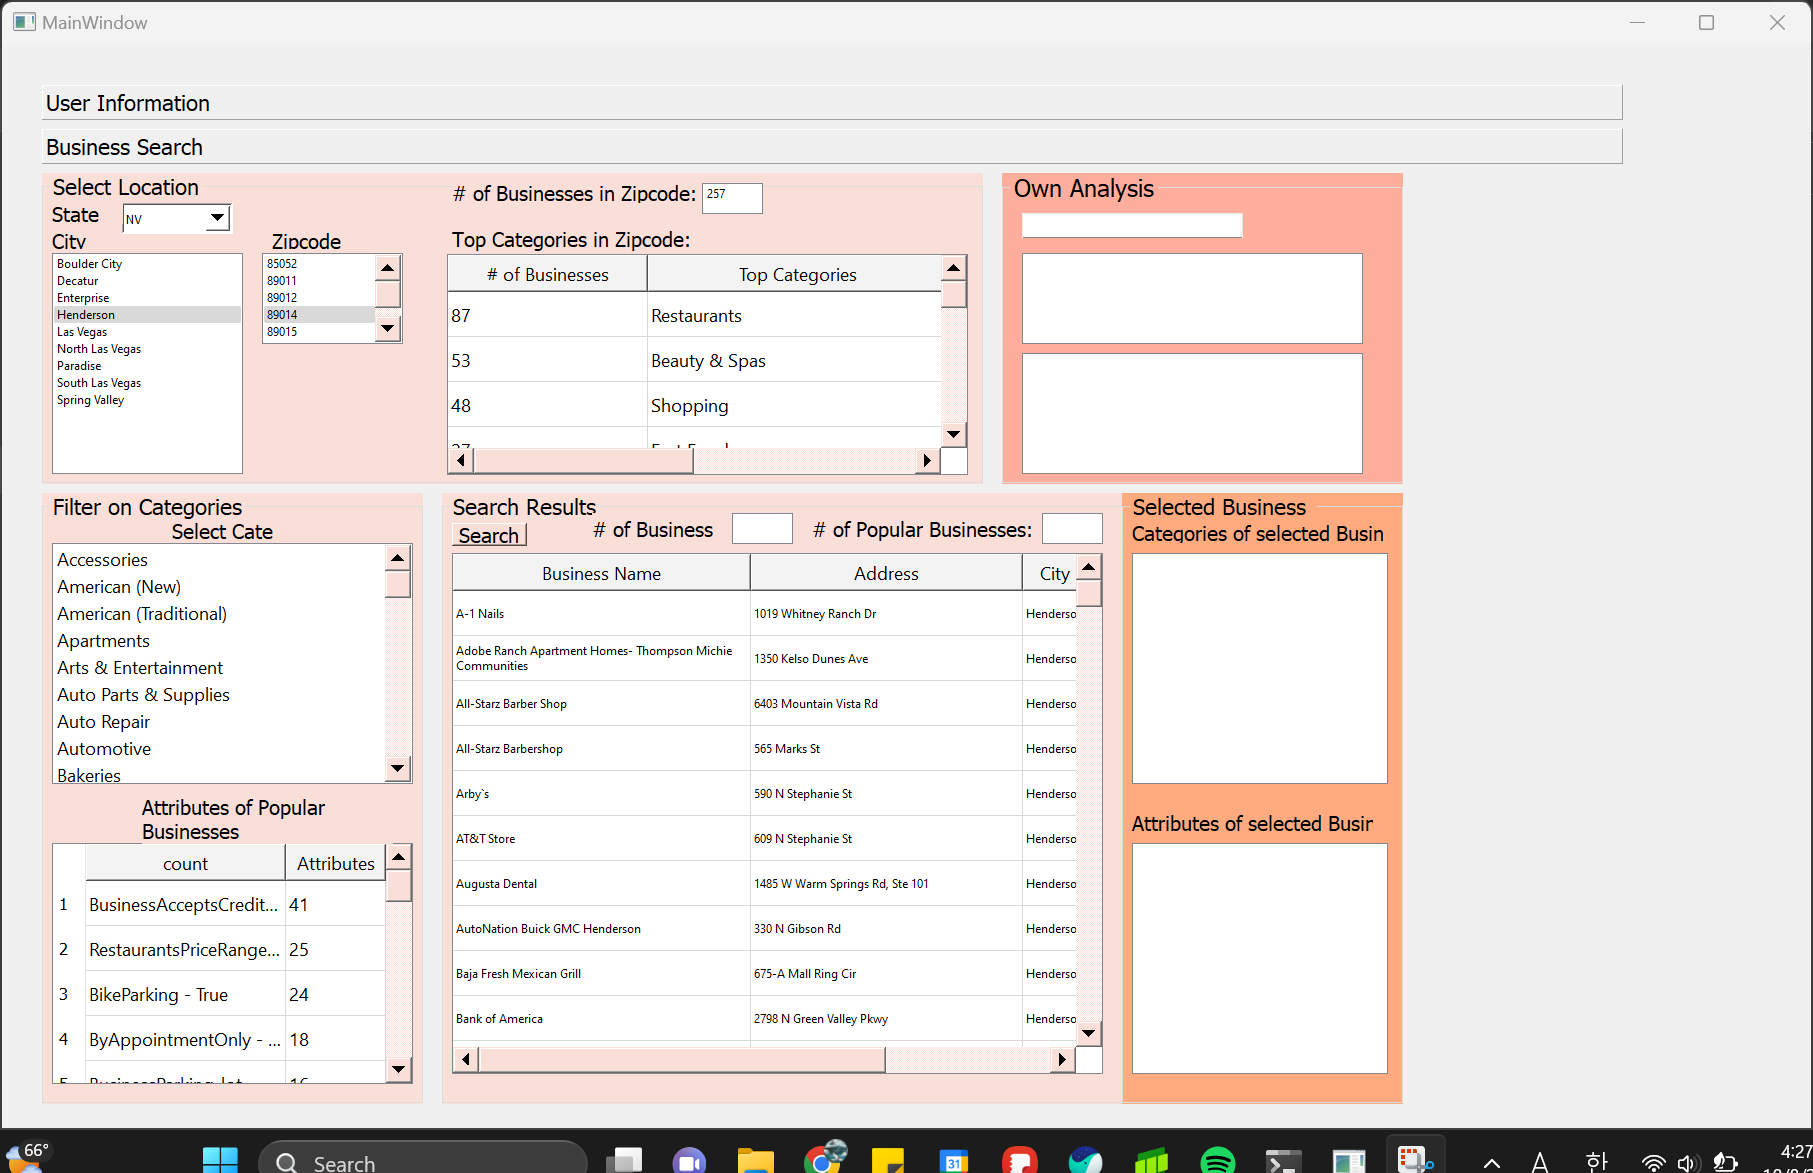 MainWindow
User Information
Business Search
Select Location
State
NV
City
Zipcode
Boulder City
Decatur
Enterprise
Henderson
Las Vegas
North Las Vegas
Paradise
South Las Vegas
Spring Valley
85052
89011
89012
89014
89015
# of Businesses in Zipcode: 257
Top Categories in Zipcode:
# of Businesses Top Categories
87 Restaurants
53 Beauty & Spas
48 Shopping
Own Analysis
Filter on Categories
Select Cate
Accessories
American (New)
American (Traditional)
Apartments
Arts & Entertainment
Auto Parts & Supplies
Auto Repair
Automotive
Bakeries
Attributes of Popular
Businesses
count Attributes
1 BusinessAcceptsCredit... 41
2 RestaurantsPriceRange... 25
3 BikeParking - True 24
4 ByAppointmentOnly - ... 18
Search Results
Search # of Business # of Popular Businesses:
Business Name Address City
A-1 Nails 1019 Whitney Ranch Dr Henderso
Adobe Ranch Apartment Homes- Thompson Michie
Communities 1350 Kelso Dunes Ave Henderso
All-Starz Barber Shop 6403 Mountain Vista Rd Henderso
All-Starz Barbershop 565 Marks St Henderso
Arby`s 590 N Stephanie St Henderso
AT&T Store 609 N Stephanie St Henderso
Augusta Dental 1485 W Warm Springs Rd, Ste 101 Henderso
AutoNation Buick GMC Henderson 330 N Gibson Rd Henderso
Baja Fresh Mexican Grill 675-A Mall Ring Cir Henderso
Bank of America 2798 N Green Valley Pkwy Henderso
Selected Business
Categories of selected Busin
Attributes of selected Busin
66°
Search
31
A
하
4:27